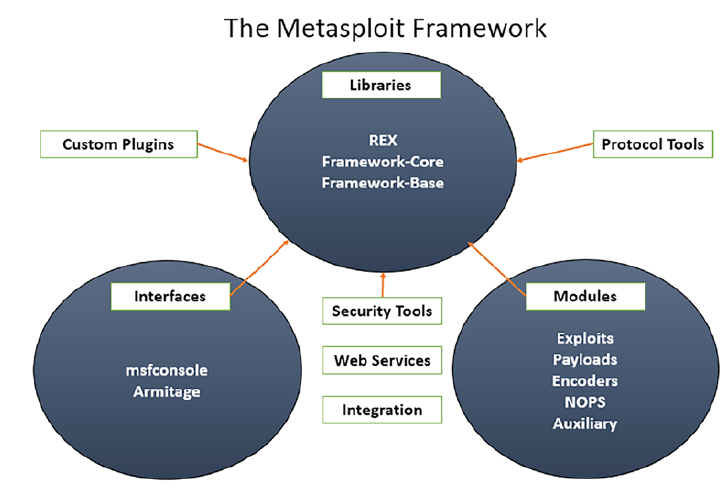 The Metasploit Framework
Libraries
REX
Framework-Core
Framework-Base
Custom Plugins
Protocol Tools
Interfaces
msfconsole
Armitage
Security Tools
Web Services
Integration
Modules
Exploits
Payloads
Encoders
NOPS
Auxiliary